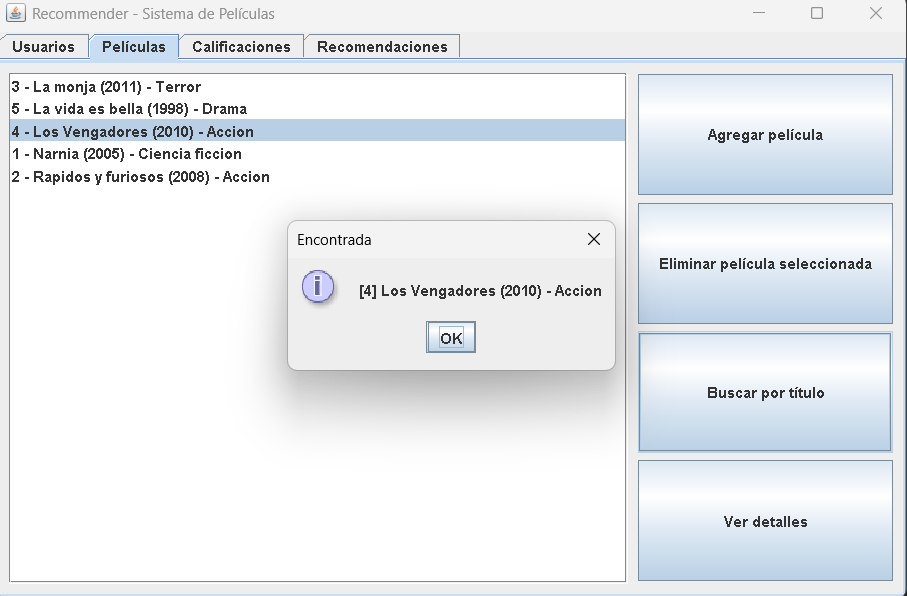 Recommender - Sistema de Películas
Usuarios
Películas
Calificaciones
Recomendaciones
3 - La monja (2011) - Terror
5 - La vida es bella (1998) - Drama
4 - Los Vengadores (2010) - Accion
1 - Narnia (2005) - Ciencia ficcion
2 - Rapidos y furiosos (2008) - Accion
Encontrada
[4] Los Vengadores (2010) - Accion
OK
Agregar película
Eliminar película seleccionada
Buscar por título
Ver detalles